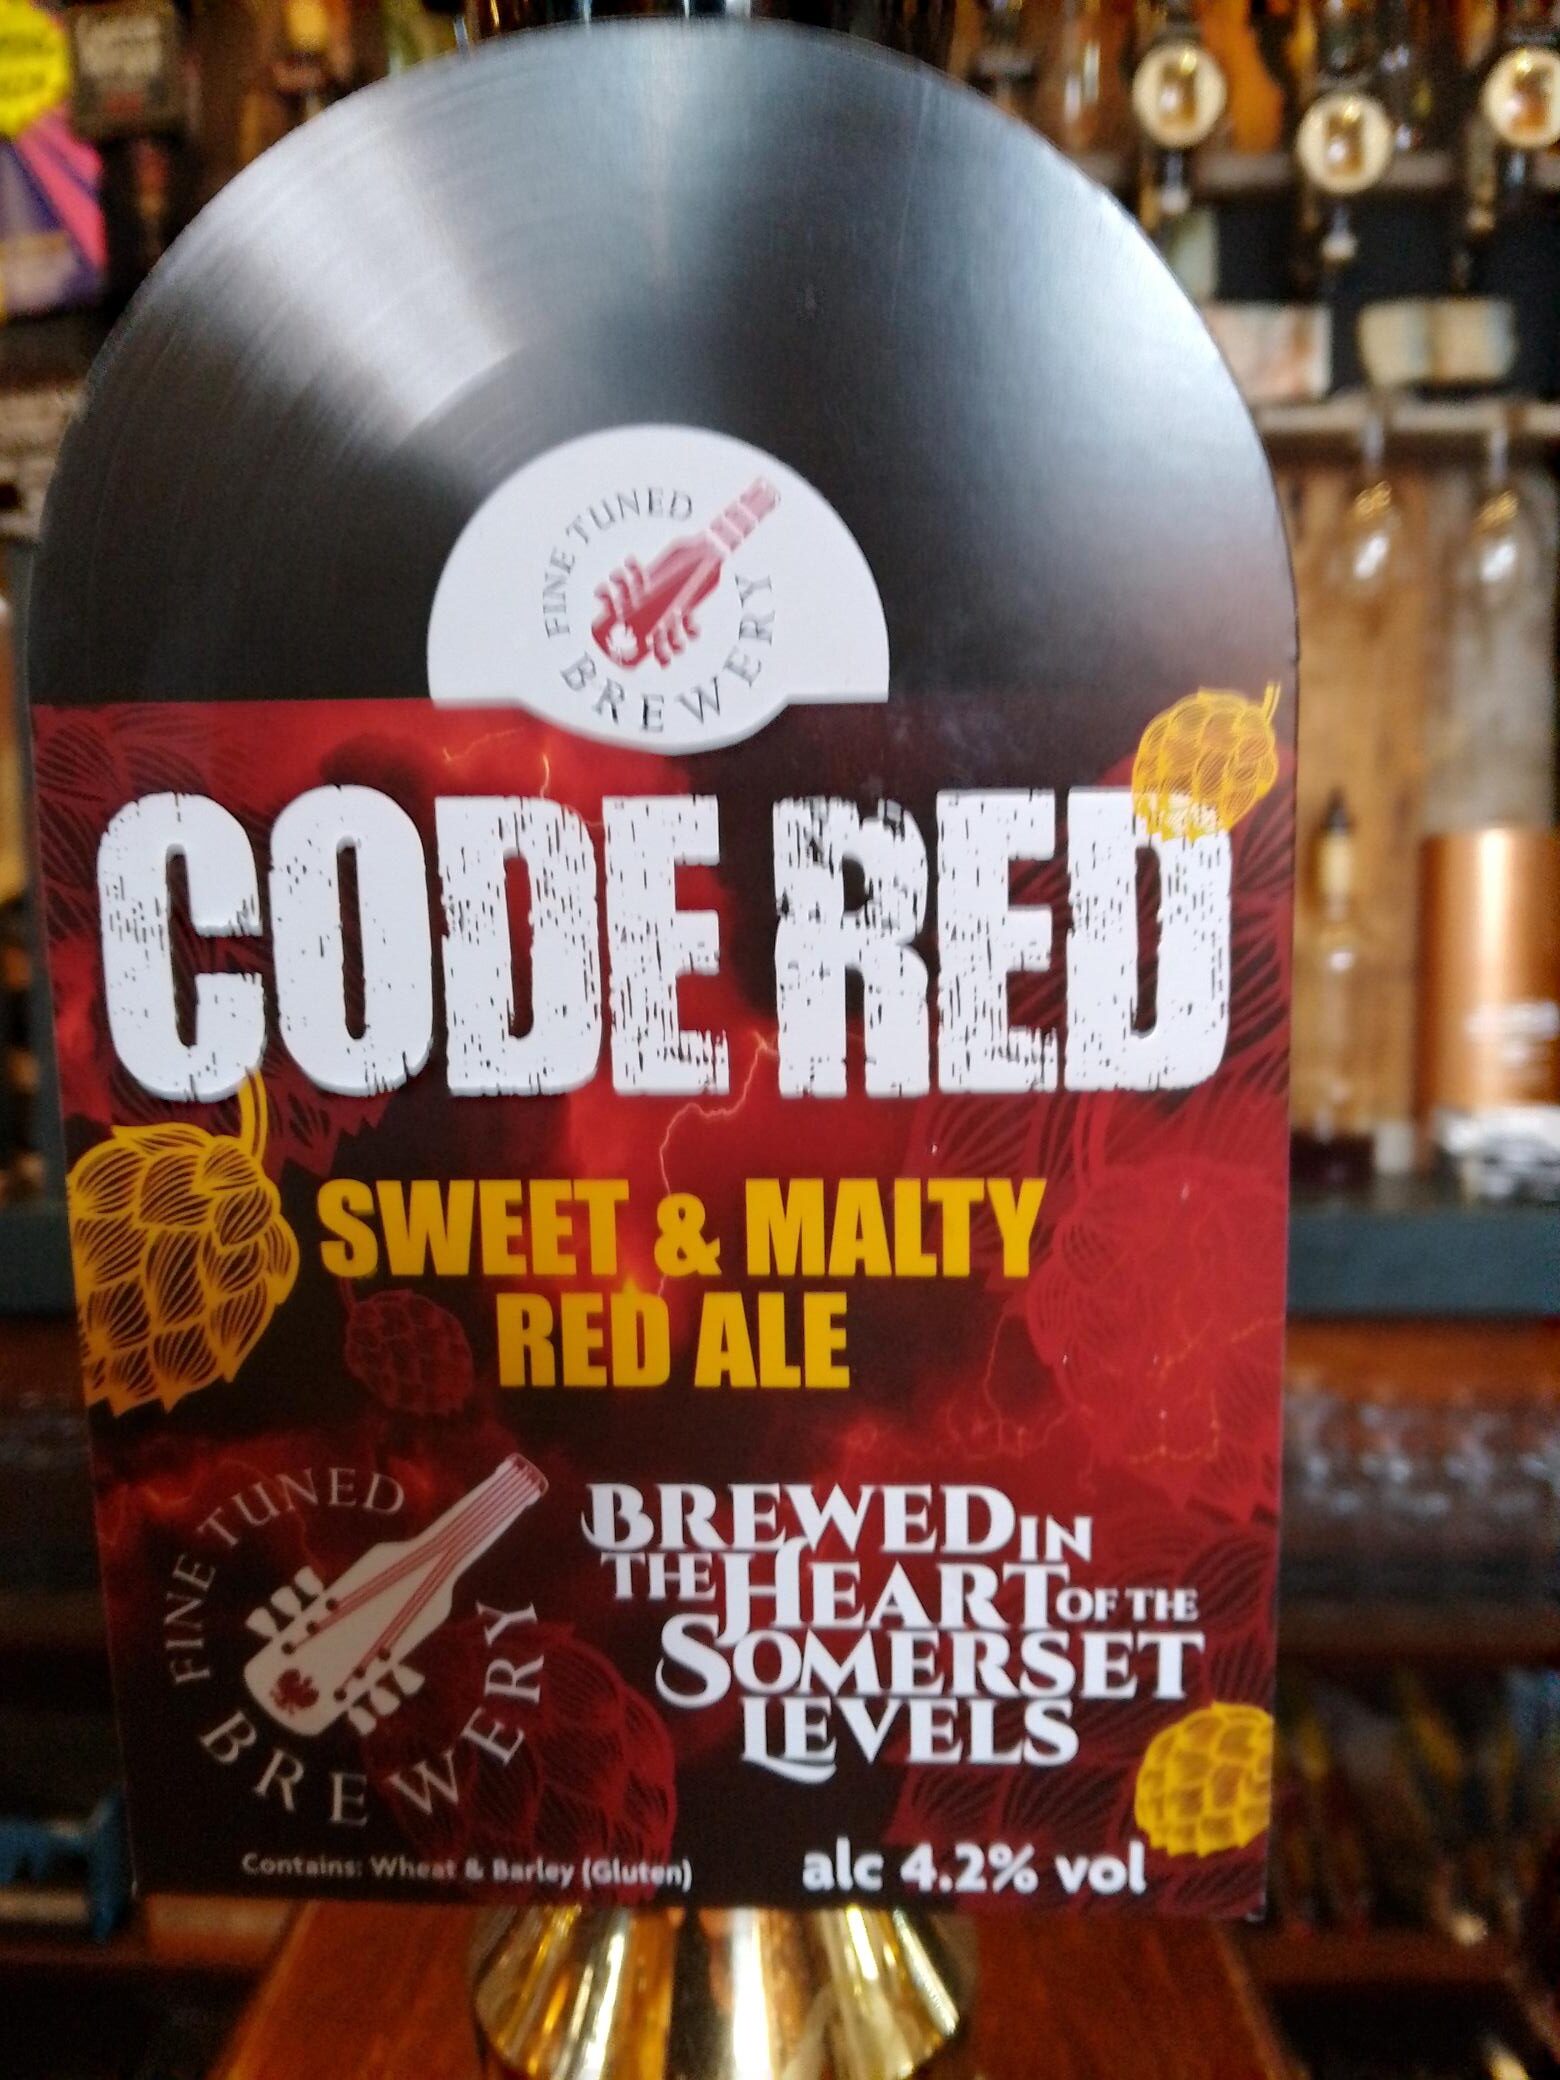 FINE TUNED
BREWERY
CODE RED
SWEET & MALTY
RED ALE
FINE TUNED
BREWERY
BREWED IN
THE HEART OF THE
SOMERSET
LEVELS
Contains: Wheat & Barley (Gluten)
alc 4.2% vol